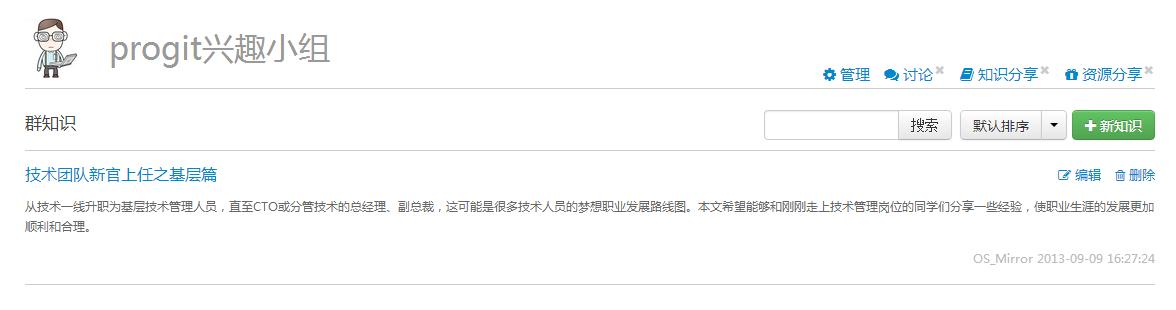 progit兴趣小组
管理 讨论 知识分享 资源分享
群知识
搜索 默认排序 新知识
技术团队新官上任之基层篇
编辑 删除
从技术一线升职为基层技术管理人员，直至CTO或分管技术的总经理、副总裁，这可能是很多技术人员的梦想职业发展路线图。本文希望能够和刚刚走上技术管理岗位的同学们分享一些经验，使职业生涯的发展更加
顺利和合理。
OS_Mirror 2013-09-09 16:27:24